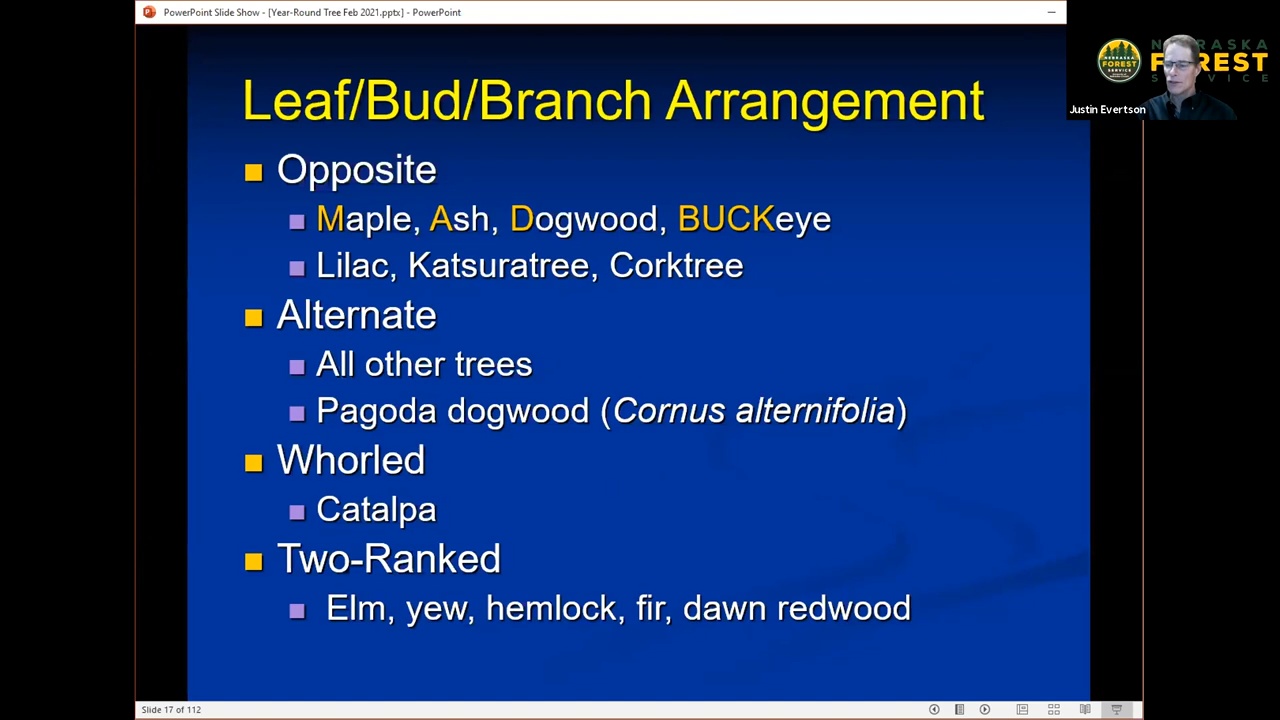 PowerPoint Slide Show - [Year-Round Tree Feb 2021.pptx] - PowerPoint
Leaf/Bud/Branch Arrangement
Opposite
Maple, Ash, Dogwood, BUCKeye
Lilac, Katsuratree, Corktree
Alternate
All other trees
Pagoda dogwood (Cornus alternifolia)
Whorled
Catalpa
Two-Ranked
Elm, yew, hemlock, fir, dawn redwood
Slide 17 of 112
NEBRASKA
FOREST
SERVICE
Justin Evertson